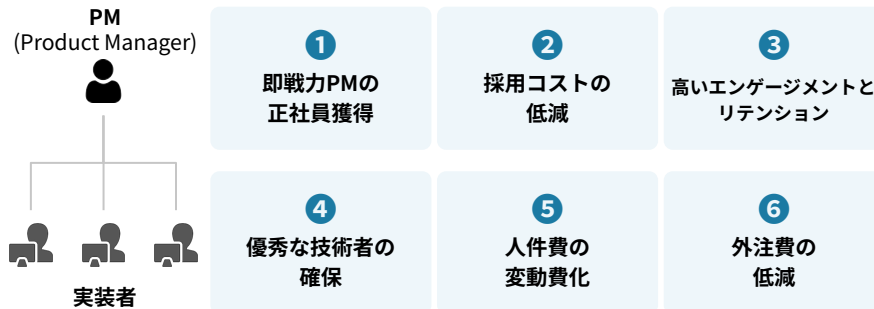 PM
(Product Manager)
実装者
1
即戦力PMの
正社員獲得
2
採用コストの
低減
3
高いエンゲージメントと
リテンション
4
優秀な技術者の
確保
5
人件費の
変動費化
6
外注費の
低減